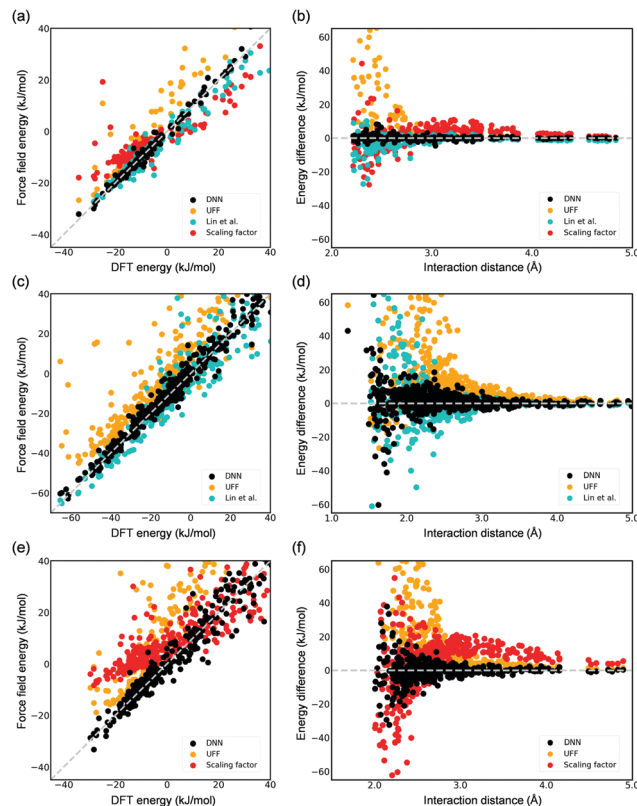 (a)
Force field energy (kJ/mol)
40
20
0
−20
−40
−40 −20 0 20 40
DFT energy (kJ/mol)
DNN
UFF
Lin et al.
Scaling factor
(b)
Energy difference (kJ/mol)
60
40
20
0
−20
−40
−60
2.0 3.0 4.0 5.0
Interaction distance (Å)
DNN
UFF
Lin et al.
Scaling factor
(c)
Force field energy (kJ/mol)
40
20
0
−20
−40
−60
−60 −40 −20 0 20 40
DFT energy (kJ/mol)
DNN
UFF
Lin et al.
(d)
Energy difference (kJ/mol)
60
40
20
0
−20
−40
−60
1.0 2.0 3.0 4.0 5.0
Interaction distance (Å)
DNN
UFF
Lin et al.
(e)
Force field energy (kJ/mol)
40
20
0
−20
−40
−40 −20 0 20 40
DFT energy (kJ/mol)
DNN
UFF
Scaling factor
(f)
Energy difference (kJ/mol)
60
40
20
0
−20
−40
−60
2.0 3.0 4.0 5.0
Interaction distance (Å)
DNN
UFF
Scaling factor